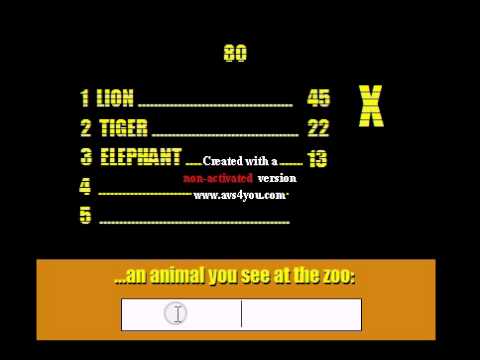 80
1 LION 45 X
2 TIGER 22
3 ELEPHANT 13
4
5
Created with a
non-activated version
www.avs4you.com
...an animal you see at the zoo: